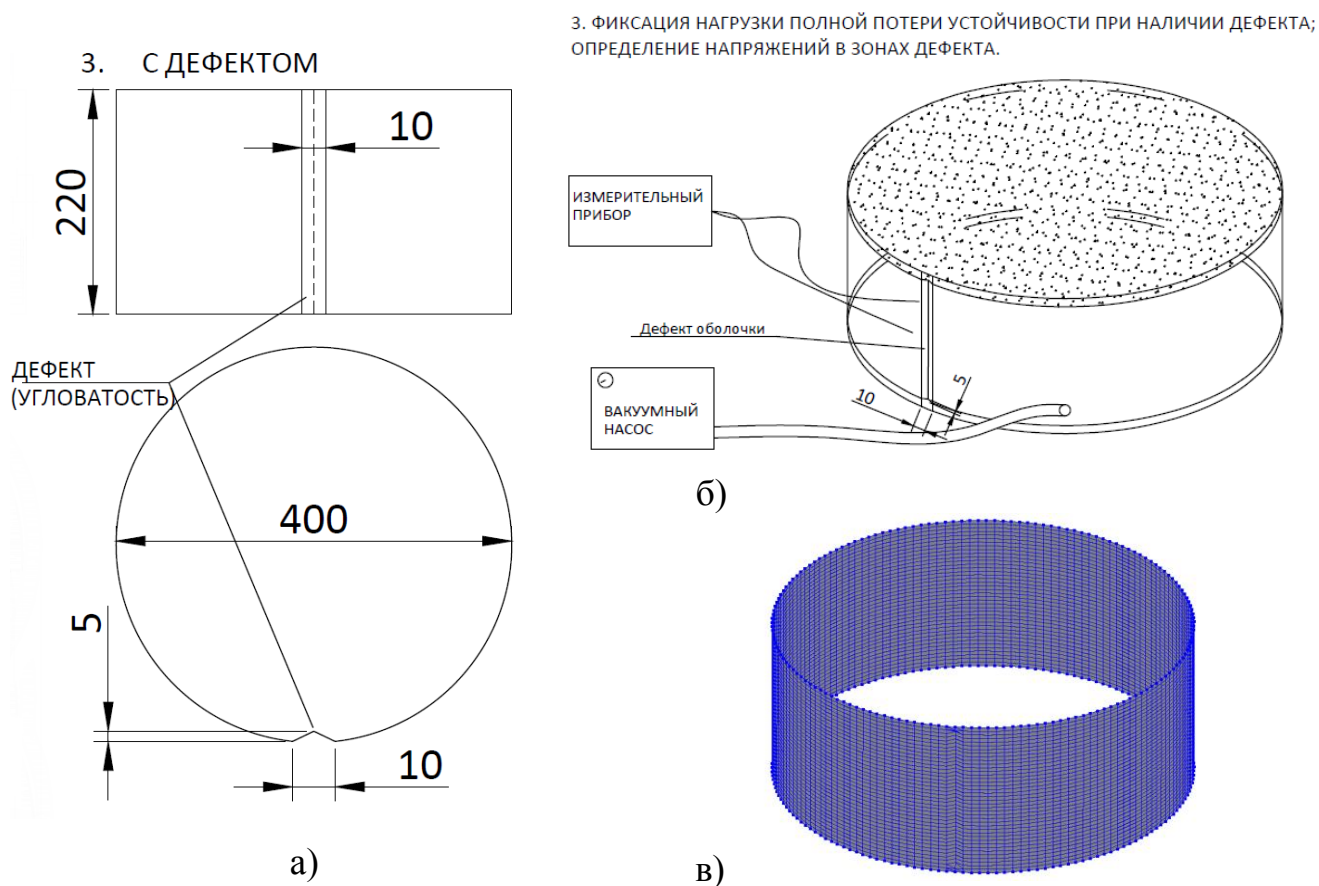 3. С ДЕФЕКТОМ
10
220
ДЕФЕКТ
(УГЛОВАТОСТЬ)
400
5
10
а)
3. ФИКСАЦИЯ НАГРУЗКИ ПОЛНОЙ ПОТЕРИ УСТОЙЧИВОСТИ ПРИ НАЛИЧИИ ДЕФЕКТА;
ОПРЕДЕЛЕНИЕ НАПРЯЖЕНИЙ В ЗОНАХ ДЕФЕКТА.
ИЗМЕРИТЕЛЬНЫЙ
ПРИБОР
Дефект оболочки
5
10
ВАКУУМНЫЙ
НАСОС
б)
в)